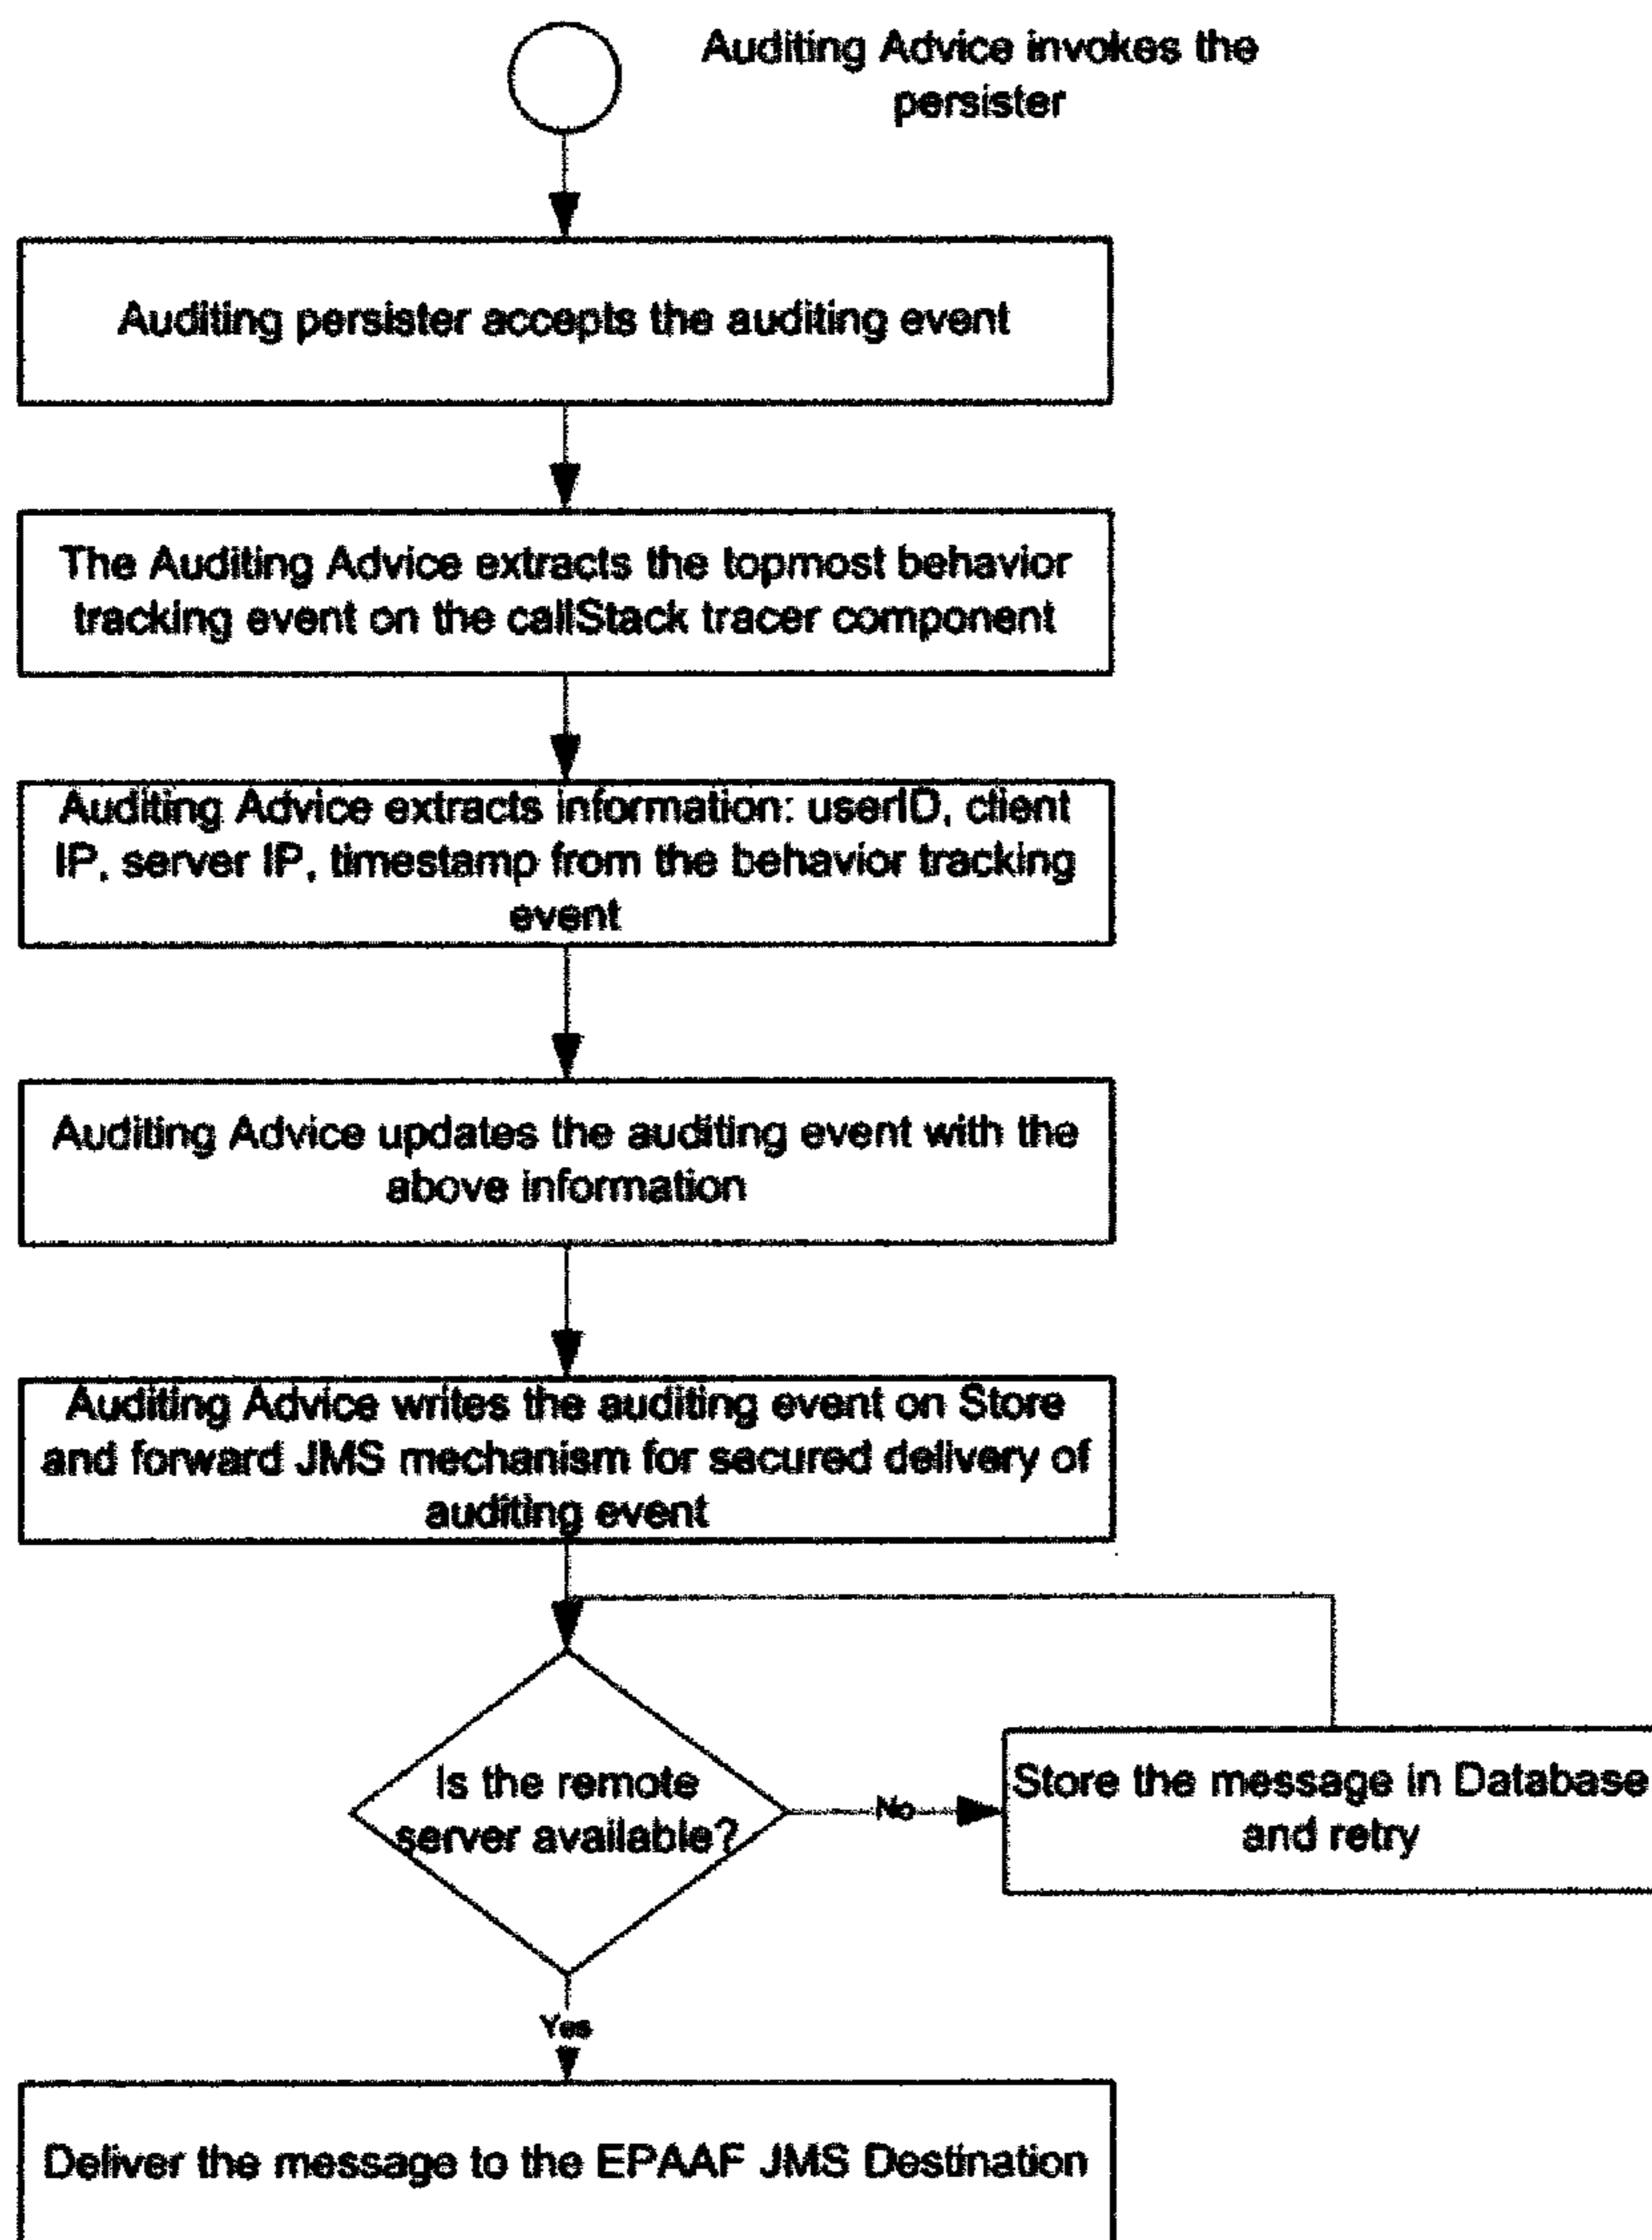 Auditing Advice invokes the
persister
Auditing persister accepts the auditing event
The Auditing Advice extracts the topmost behavior
tracking event on the callStack tracer component
Auditing Advice extracts information: userID, client
IP, server IP, timestamp from the behavior tracking
event
Auditing Advice updates the auditing event with the
above information
Auditing Advice writes the auditing event on Store
and forward JMS mechanism for secured delivery of
auditing event
Is the remote
server available?
No
Store the message in Database
and retry
Yes
Deliver the message to the EPAAF JMS Destination